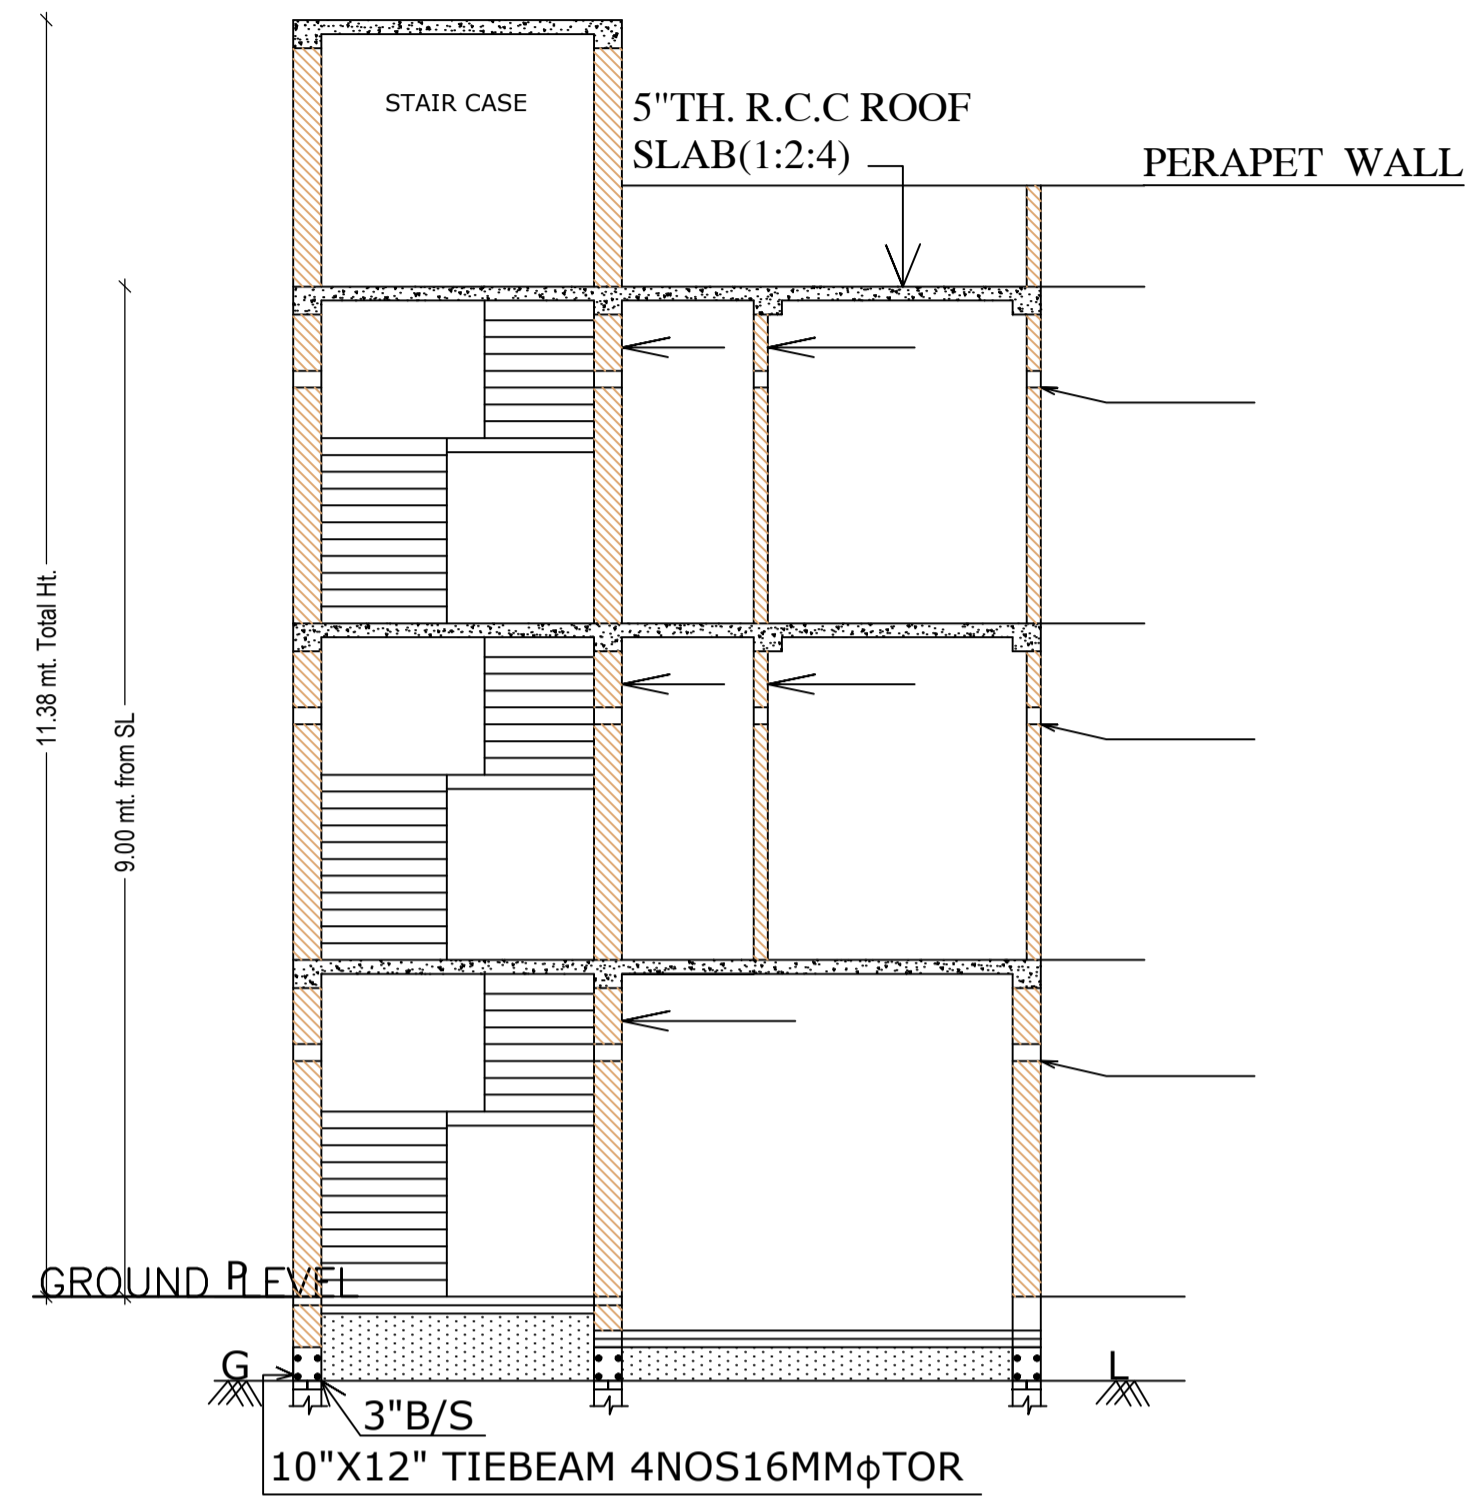 STAIR CASE
5"TH. R.C.C ROOF
SLAB(1:2:4)
PERAPET WALL
11.38 mt. Total Ht.
9.00 mt. from SL
GROUND LEVEL
P
G
L
3"B/S
10"X12" TIEBEAM 4NOS16MMϕTOR